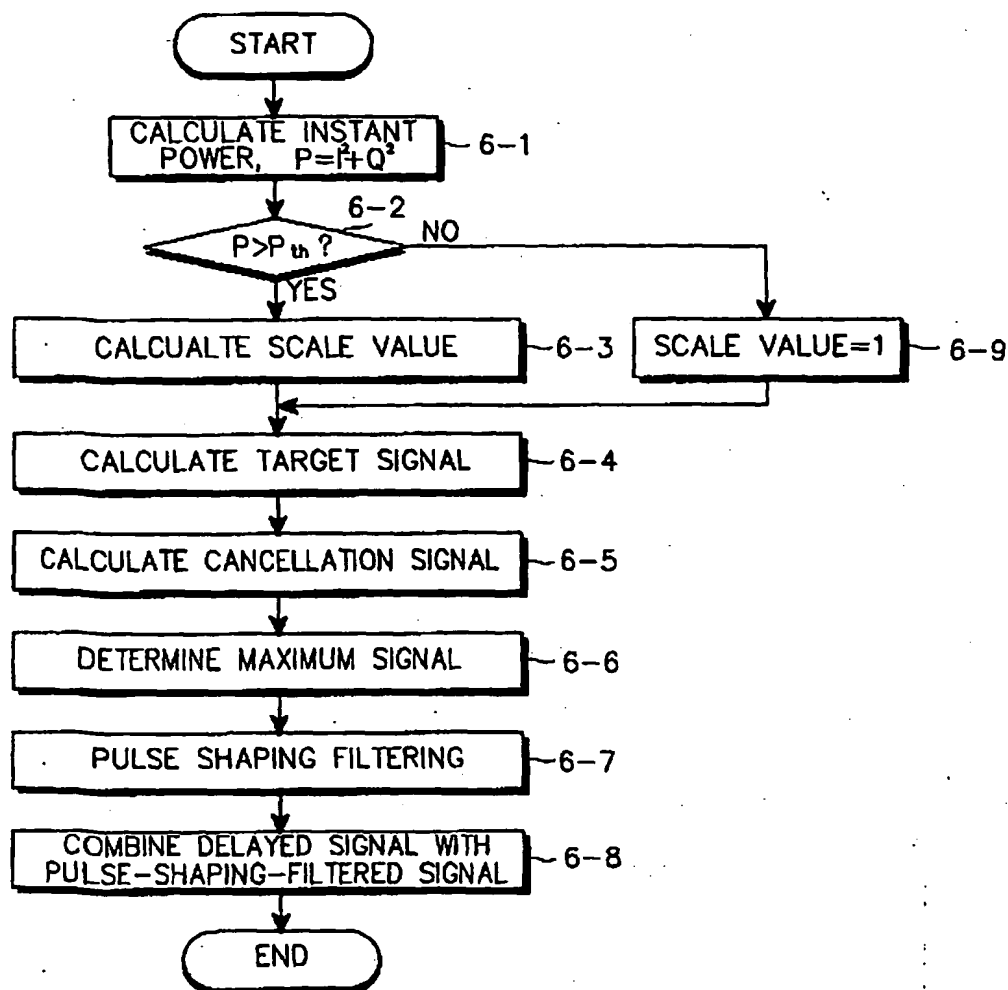 START
CALCULATE INSTANT
POWER, P=I²+Q²
6-1
6-2
P>Pth ?
NO
YES
CALCUALTE SCALE VALUE
6-3
SCALE VALUE=1
6-9
CALCULATE TARGET SIGNAL
6-4
CALCULATE CANCELLATION SIGNAL
6-5
DETERMINE MAXIMUM SIGNAL
6-6
PULSE SHAPING FILTERING
6-7
COMBINE DELAYED SIGNAL WITH
PULSE-SHAPING-FILTERED SIGNAL
6-8
END